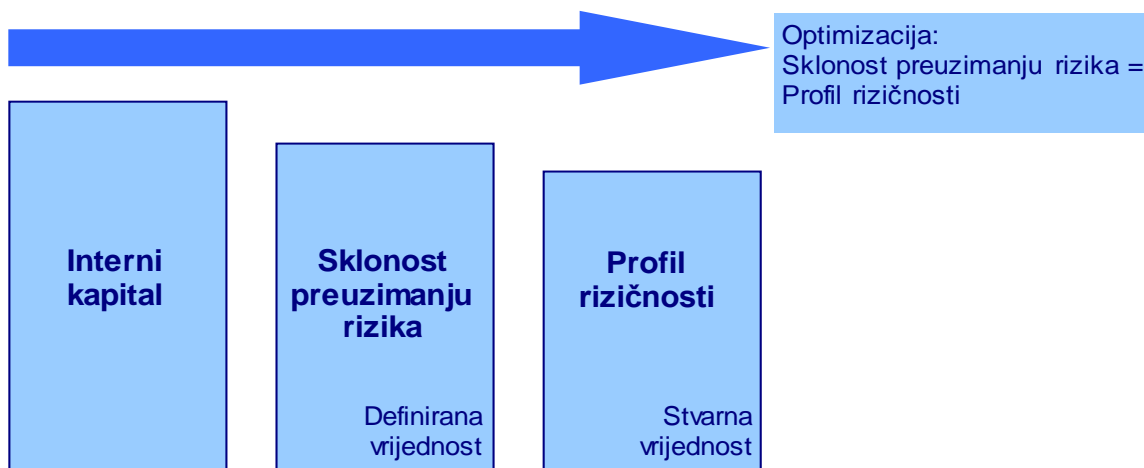 Optimizacija:
Sklonost preuzimanju rizika =
Profil rizičnosti
Interni
kapital
Sklonost
preuzimanju
rizika
Definirana
vrijednost
Profil
rizičnosti
Stvarna
vrijednost